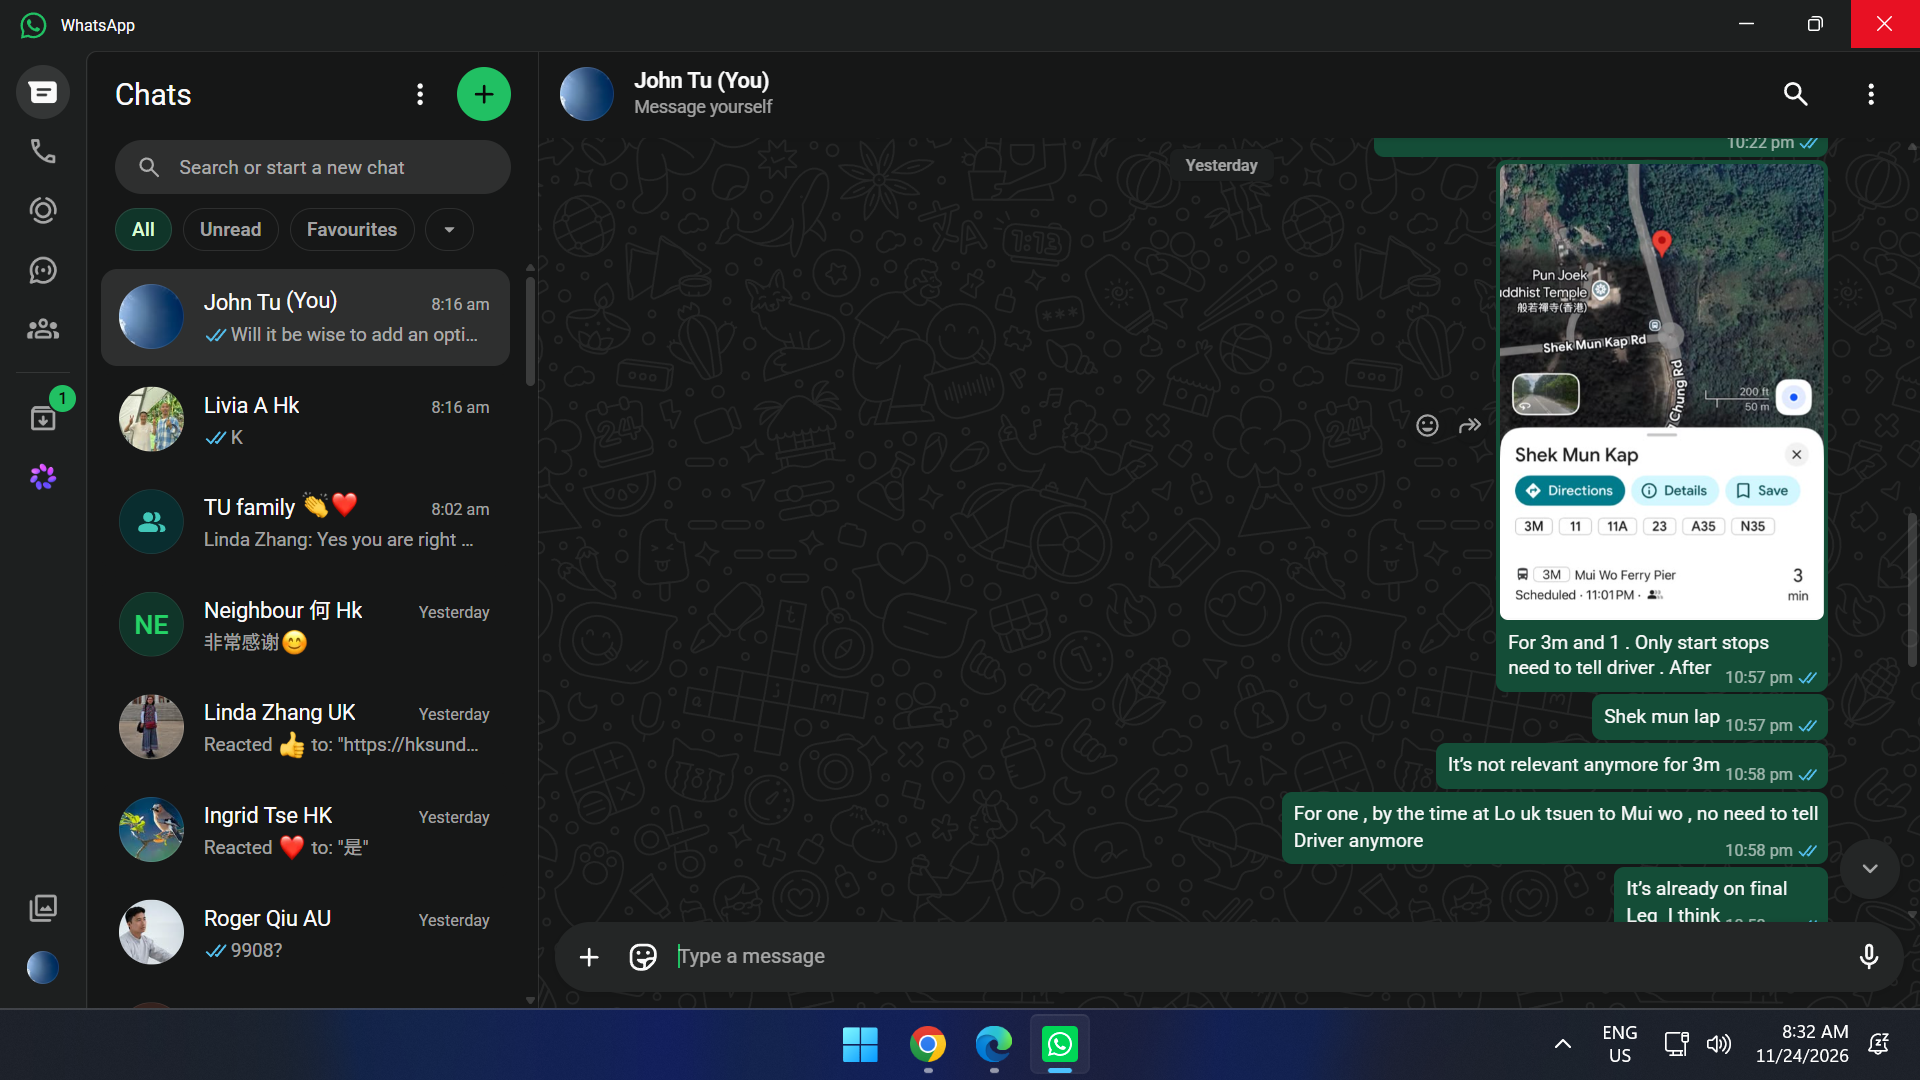 WhatsApp
Chats
Search or start a new chat
All
Unread
Favourites
1
John Tu (You)
8:16 am
Will it be wise to add an opti...
Livia A Hk
8:16 am
K
TU family 👏❤️
8:02 am
Linda Zhang: Yes you are right ...
NE
Neighbour 何 Hk
Yesterday
非常感谢😊
Linda Zhang UK
Yesterday
Reacted 👍 to: "https://hksund...
Ingrid Tse HK
Yesterday
Reacted ❤️ to: "是"
Roger Qiu AU
Yesterday
9908?
John Tu (You)
Message yourself
10:22 pm
Yesterday
Pun Joek
uddhist Temple
般若禪寺(香港)
Shek Mun Kap Rd
Chung Rd
200 ft
50 m
Shek Mun Kap
Directions
Details
Save
3M 11 11A 23 A35 N35
3M Mui Wo Ferry Pier
3
Scheduled · 11:01 PM ·
min
For 3m and 1 . Only start stops
need to tell driver . After
10:57 pm
Shek mun lap
10:57 pm
It’s not relevant anymore for 3m
10:58 pm
For one , by the time at Lo uk tsuen to Mui wo , no need to tell
Driver anymore
10:58 pm
It’s already on final
Leg I think
Type a message
ENG
US
8:32 AM
11/24/2026